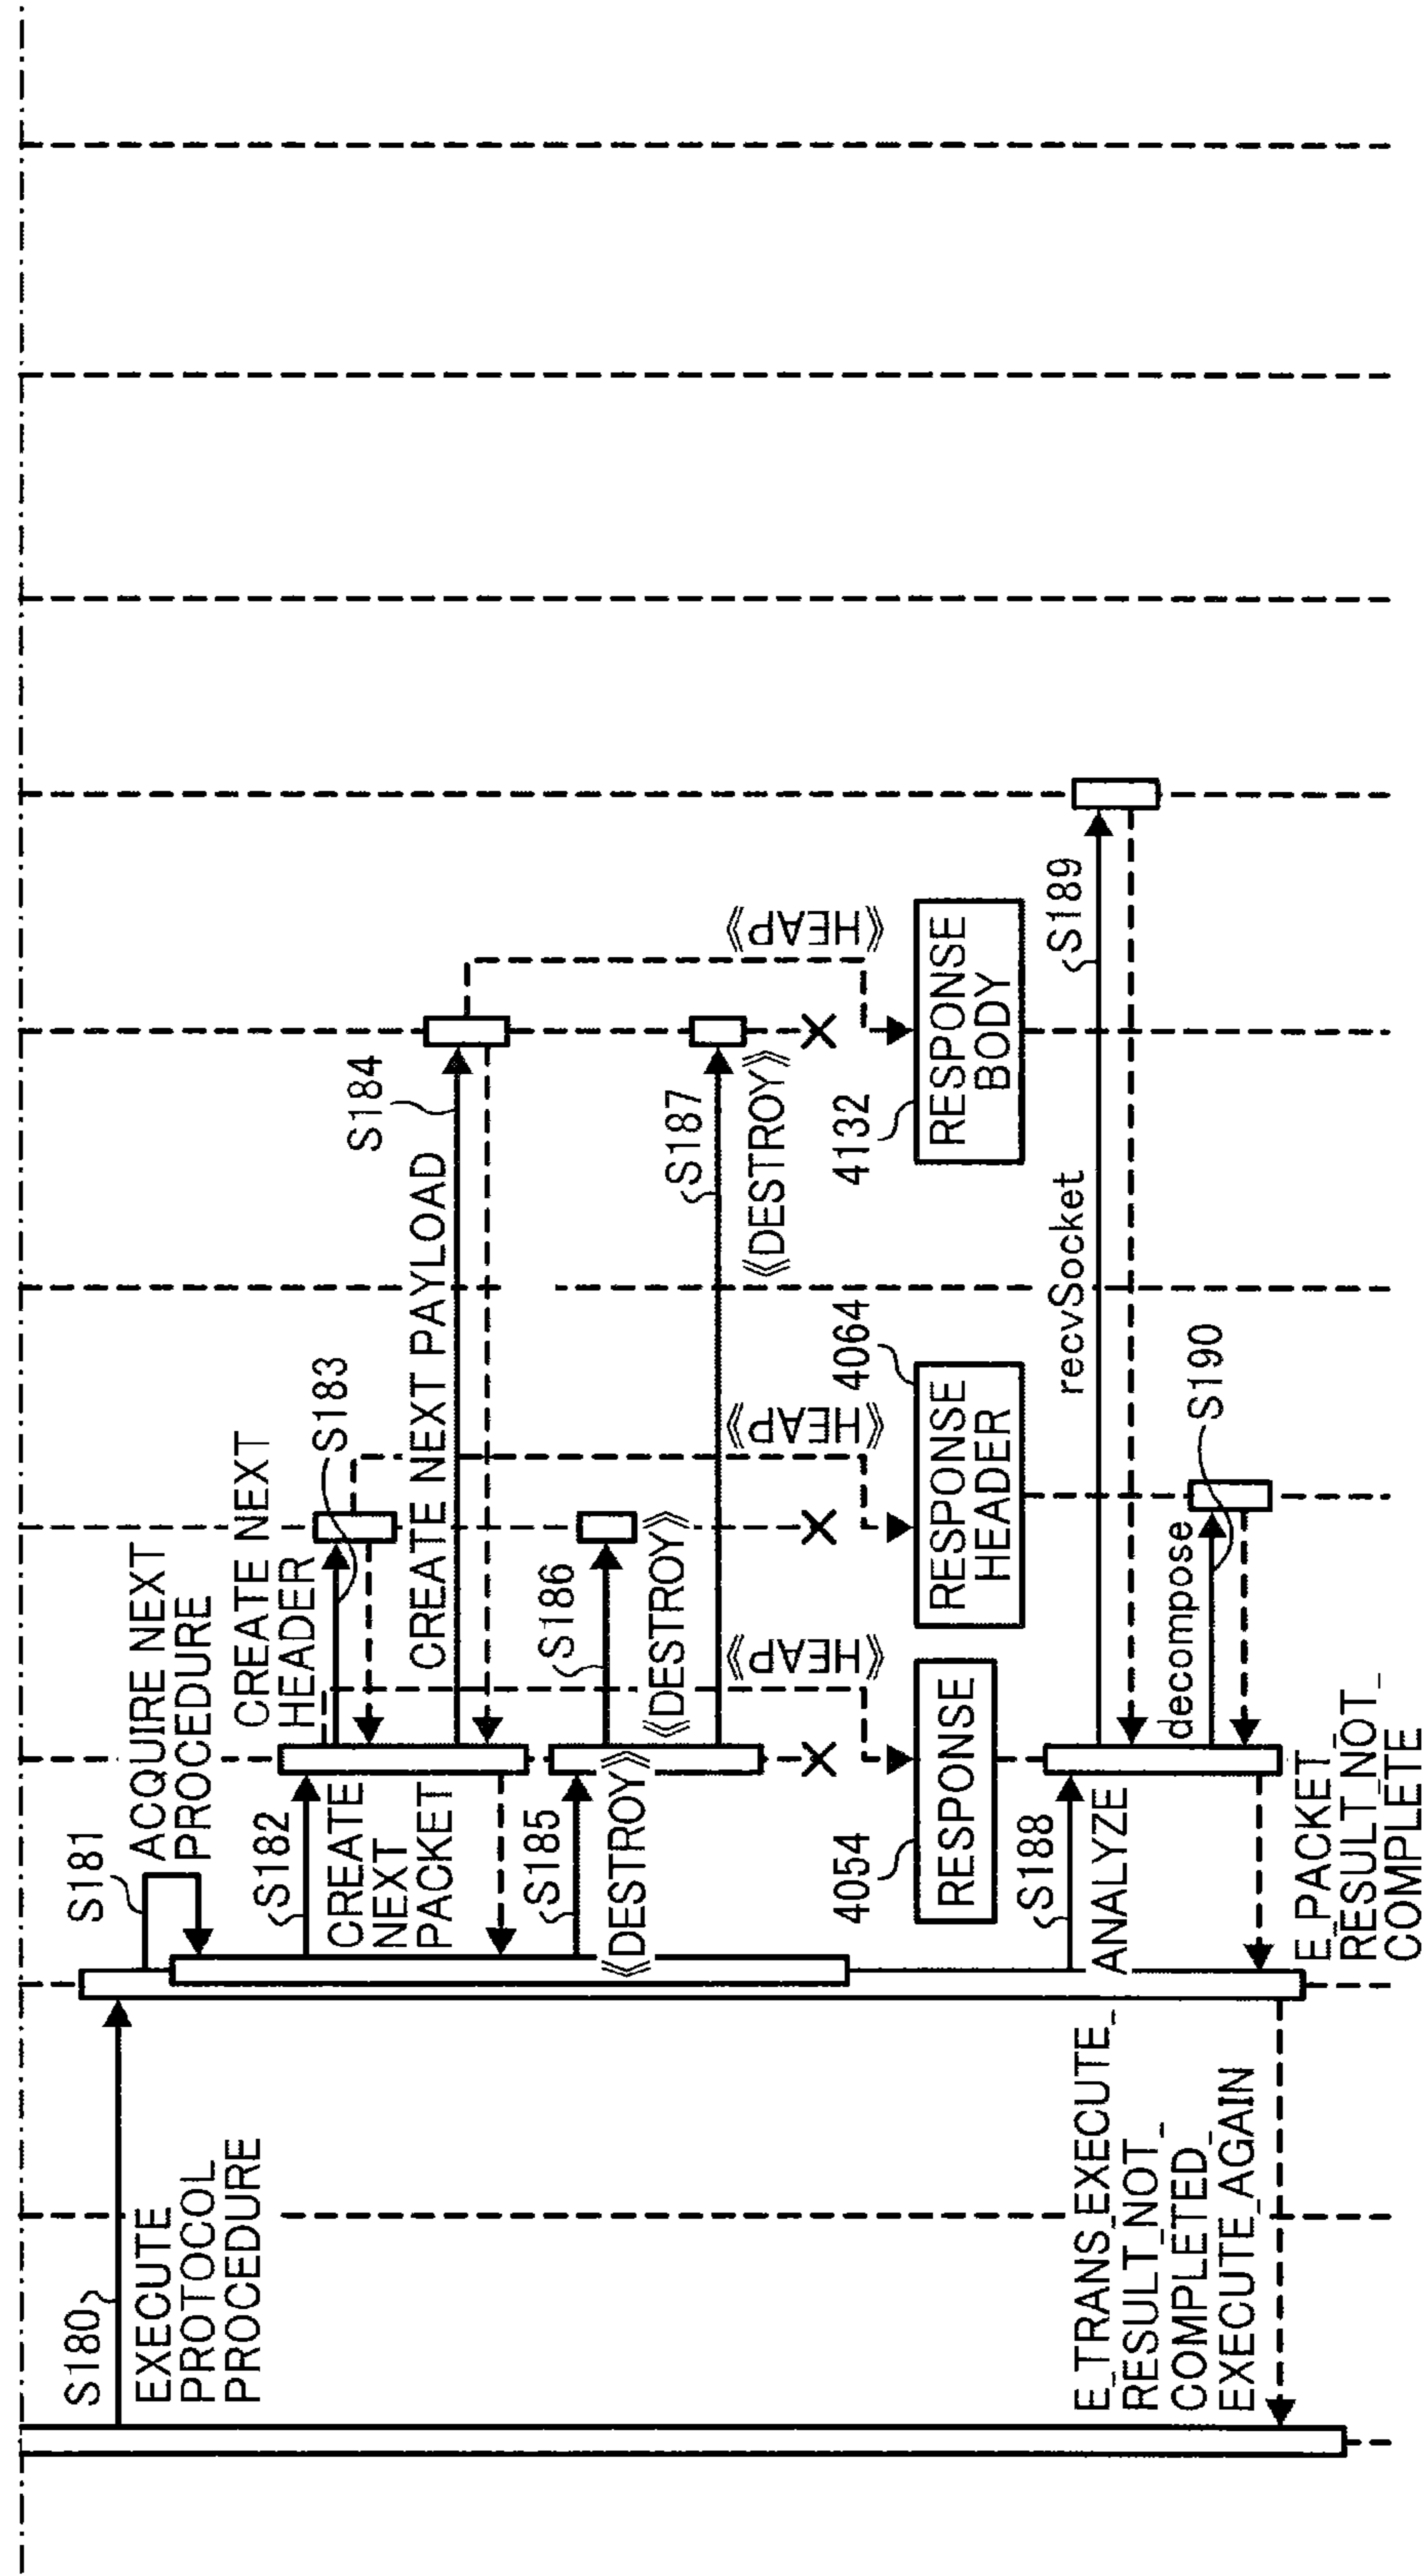 S180
EXECUTE
PROTOCOL
PROCEDURE
S181
ACQUIRE NEXT
PROCEDURE
S182
CREATE
NEXT
PACKET
CREATE NEXT
HEADER
S183
CREATE NEXT PAYLOAD
S184
S185
《DESTROY》
S186
《DESTROY》
S187
《DESTROY》
《HEAP》
《HEAP》
《HEAP》
4054
RESPONSE
4064
RESPONSE
HEADER
4132
RESPONSE
BODY
S188
ANALYZE
recvSocket
S189
decompose
S190
E_PACKET_
RESULT_NOT_
COMPLETE
E_TRANS_EXECUTE_
RESULT_NOT_
COMPLETED_
EXECUTE_AGAIN